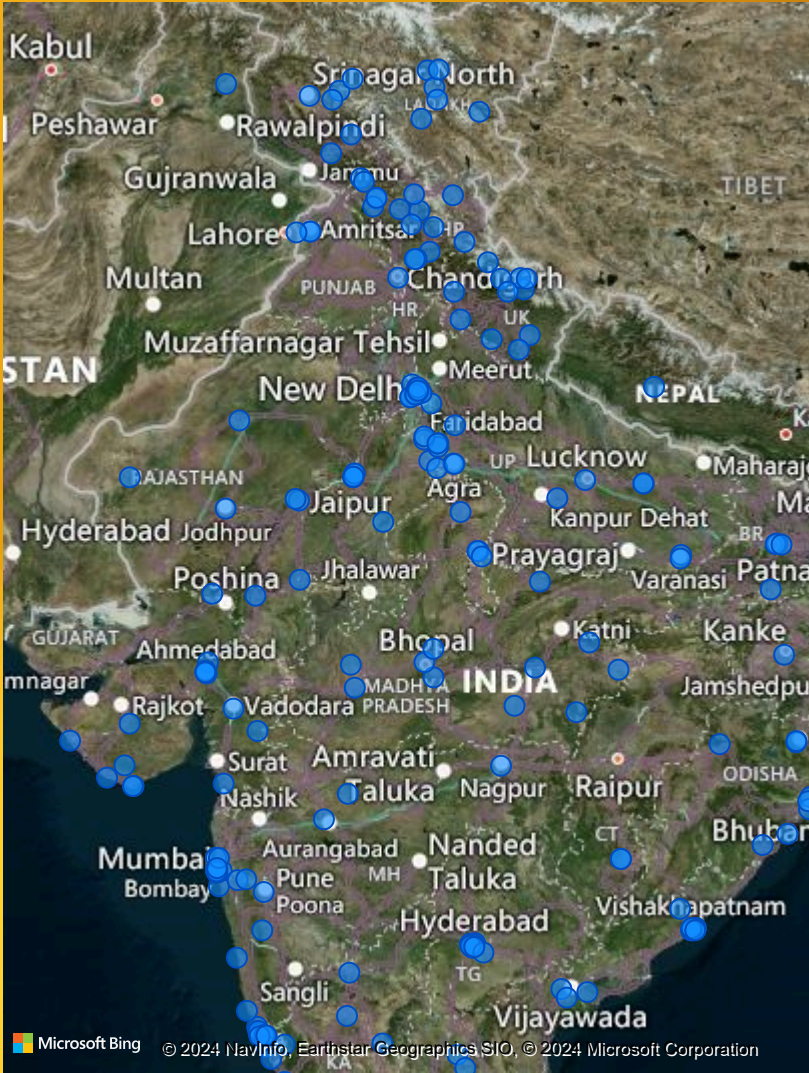 Kabul
Srinagar North
LADAKH
Peshawar
Rawalpindi
Jammu
Gujranwala
TIBET
Lahore
Amritsar
HP
Multan
Chandigarh
PUNJAB
HR
UK
Muzaffarnagar Tehsil
STAN
Meerut
New Delh
NEPAL
Faridabad
K
RAJASTHAN
UP
Lucknow
Maharaj
Agra
Jaipur
Ma
Hyderabad
Jodhpur
Kanpur Dehat
BR
Prayagraj
Patna
Poshina
Jhalawar
Varanasi
Katni
Kanke
GUJARAT
Ahmedabad
Bhopal
mnagar
INDIA
MADHYA
PRADESH
Jamshedpu
Rajkot
Vadodara
Surat
Amravati
Taluka
Nagpur
Raipur
ODISHA
Nashik
CT
Bhubar
Mumbai
Bombay
Aurangabad
Nanded
Taluka
Pune
Poona
MH
Hyderabad
Vishakhapatnam
TG
Sangli
Vijayawada
Microsoft Bing
© 2024 NavInfo, Earthstar Geographics SIO, © 2024 Microsoft Corporation
KA